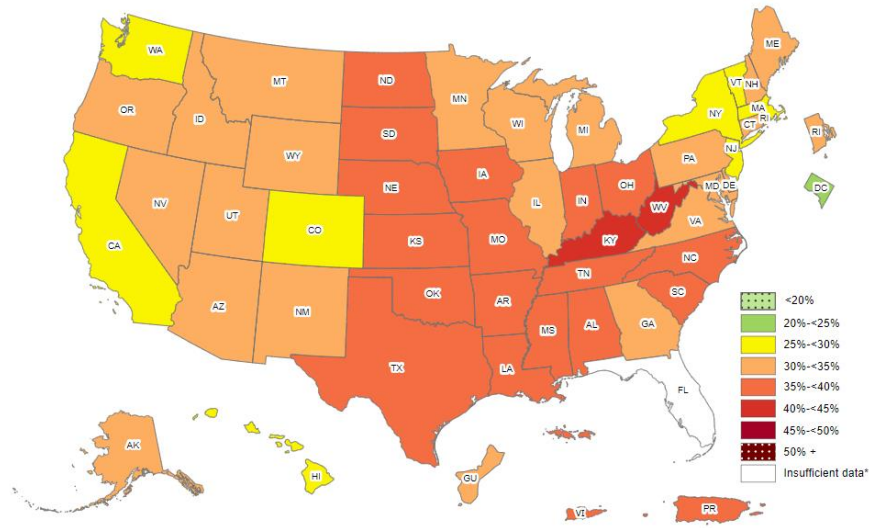 WA
MT
ND
MN
ME
VT
NH
OR
ID
SD
WI
MI
NY
MA
CT
RI
RI
WY
IA
PA
NJ
NE
OH
MD
DE
DC
NV
UT
CO
IL
IN
WV
VA
CA
KS
MO
KY
NC
TN
AZ
NM
OK
AR
SC
MS
AL
GA
TX
LA
FL
AK
HI
GU
VI
PR
<20%
20%-<25%
25%-<30%
30%-<35%
35%-<40%
40%-<45%
45%-<50%
50% +
Insufficient data*